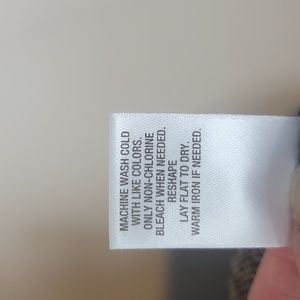 MACHINE WASH COLD
WITH LIKE COLORS.
ONLY NON-CHLORINE
BLEACH WHEN NEEDED.
RESHAPE
LAY FLAT TO DRY.
WARM IRON IF NEEDED.